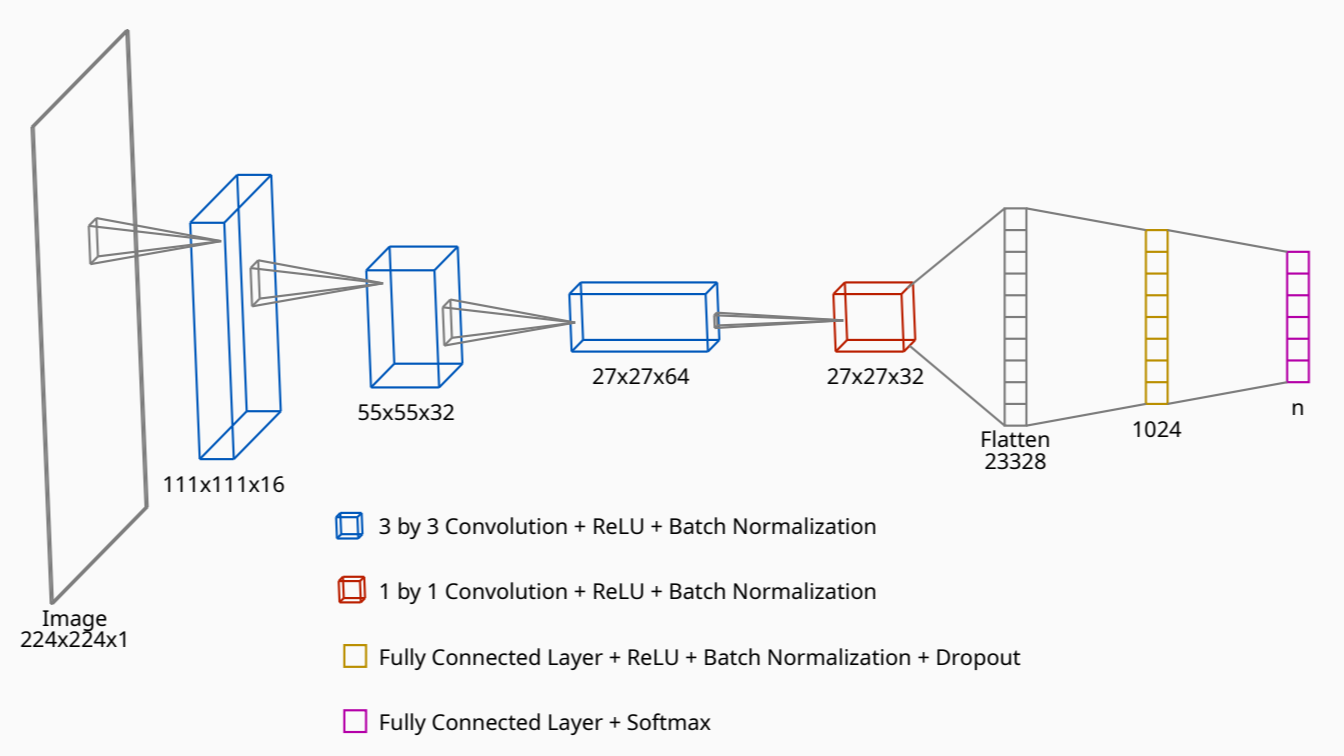 Image
224x224x1
111x111x16
55x55x32
27x27x64
27x27x32
Flatten
23328
1024
n
3 by 3 Convolution + ReLU + Batch Normalization
1 by 1 Convolution + ReLU + Batch Normalization
Fully Connected Layer + ReLU + Batch Normalization + Dropout
Fully Connected Layer + Softmax